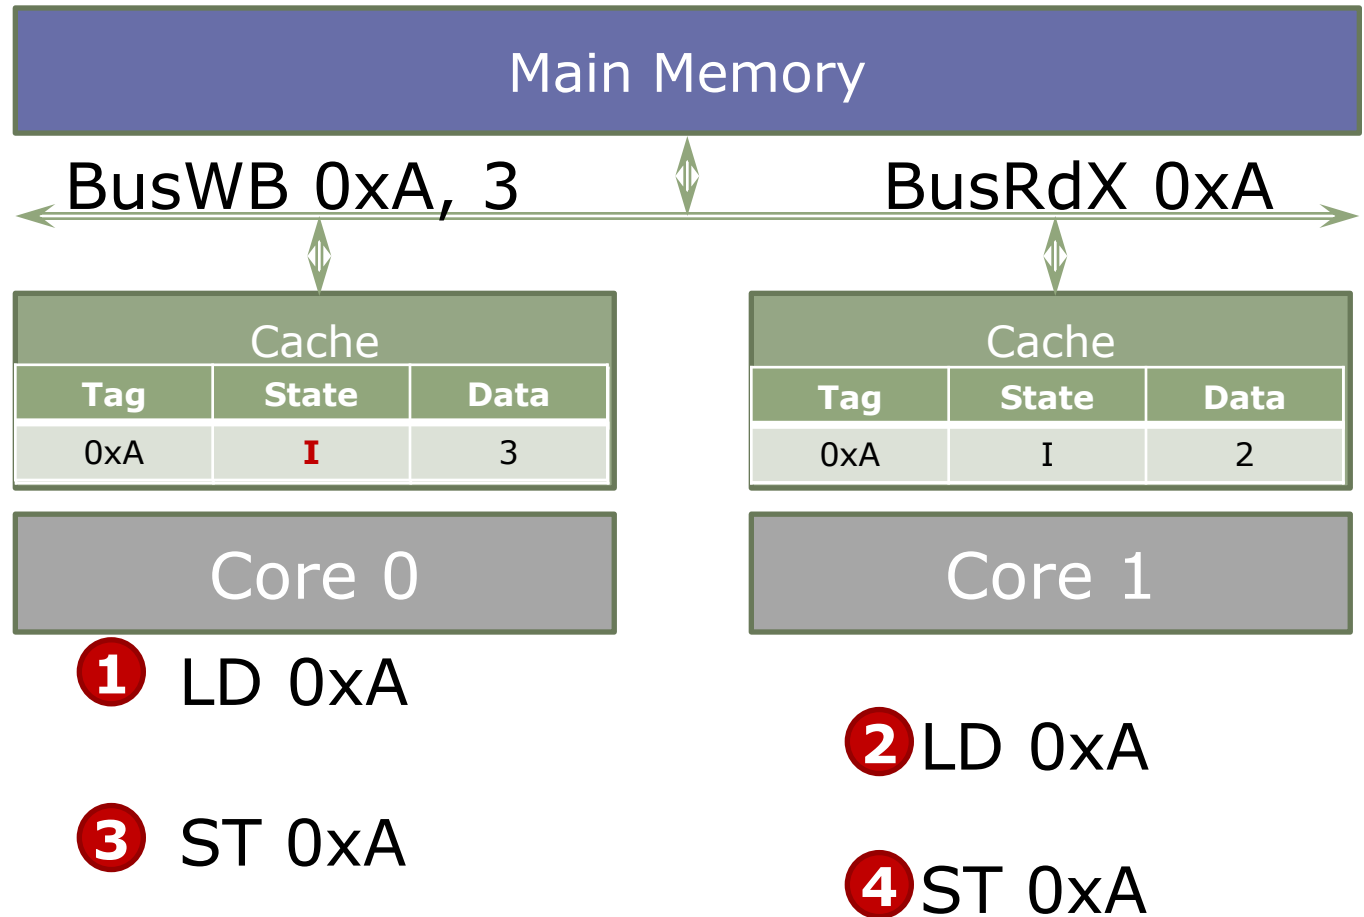 Main Memory
BusWB 0xA, 3
BusRdX 0xA
Cache
Tag State Data
0xA I 3
Cache
Tag State Data
0xA I 2
Core 0
Core 1
1 LD 0xA
2 LD 0xA
3 ST 0xA
4 ST 0xA